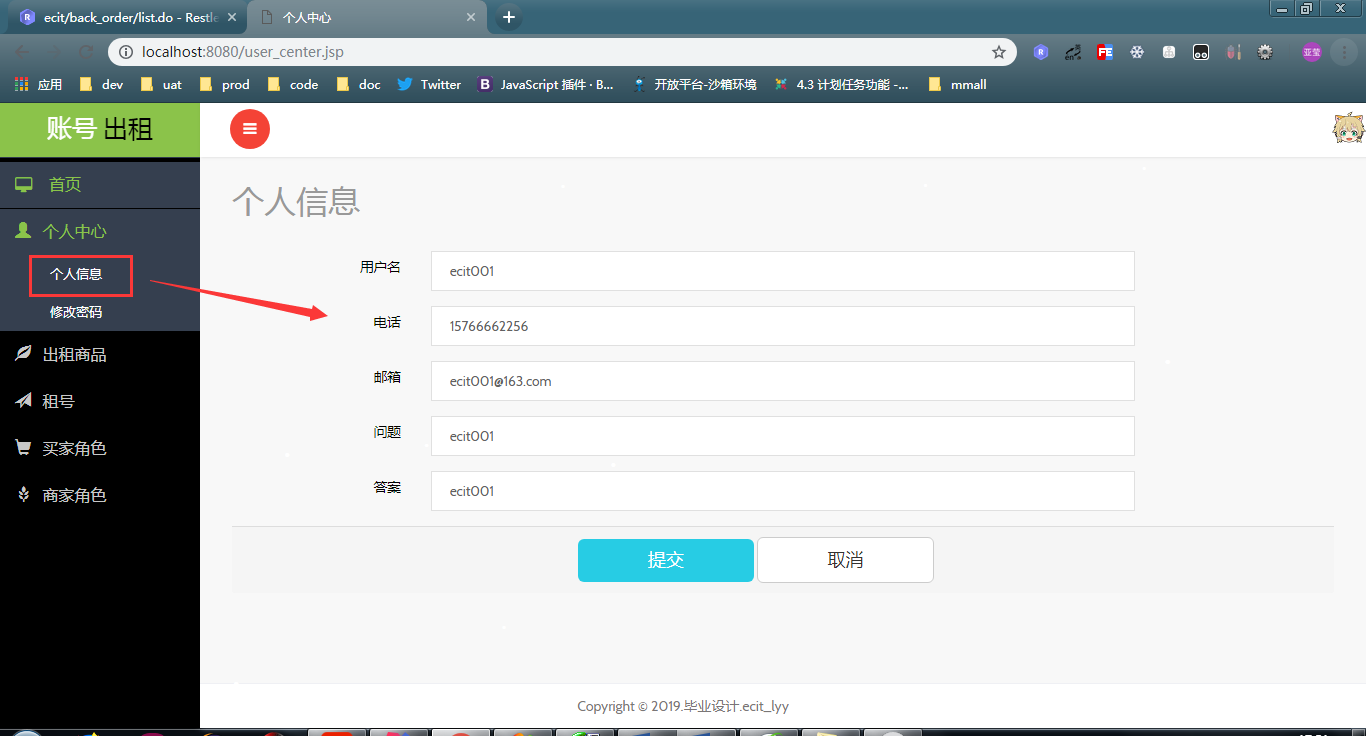 ecit/back_order/list.do - Restle
个人中心
localhost:8080/user_center.jsp
应用 dev uat prod code doc Twitter JavaScript 插件 · B... 开放平台-沙箱环境 4.3 计划任务功能 -... mmall
账号 出租
首页
个人中心
个人信息
修改密码
出租商品
租号
买家角色
商家角色
个人信息
用户名 ecit001
电话 15766662256
邮箱 ecit001@163.com
问题 ecit001
答案 ecit001
提交 取消
Copyright © 2019.毕业设计.ecit_lyy